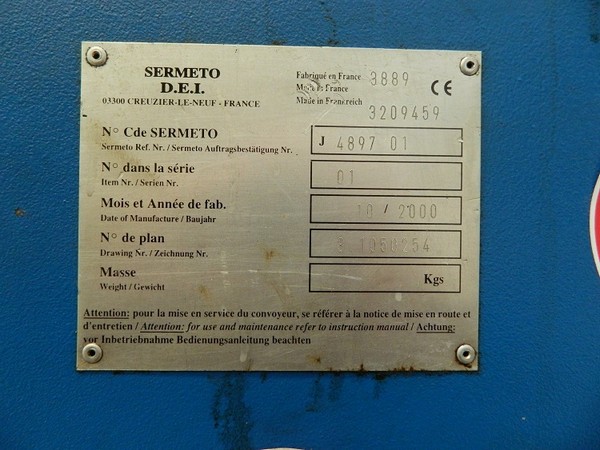 SERMETO
D.E.I.
03300 CREUZIER-LE-NEUF - FRANCE
Fabriqué en France 3889
Made in France
Made in Frankreich
3209459
CE
N° Cde SERMETO
Sermeto Ref. Nr. / Sermeto Auftragsbestätigung Nr.
J 4897 01
N° dans la série
Item Nr. / Serien Nr.
01
Mois et Année de fab.
Date of Manufacture / Baujahr
10 / 2000
N° de plan
Drawing Nr. / Zeichnung Nr.
Masse
Weight / Gewicht
Kgs
Attention: pour la mise en service du convoyeur, se référer à la notice de mise en route et
d'entretien / Attention: for use and maintenance refer to instruction manual / Achtung:
vor Inbetriebnahme Bedienungsanleitung beachten